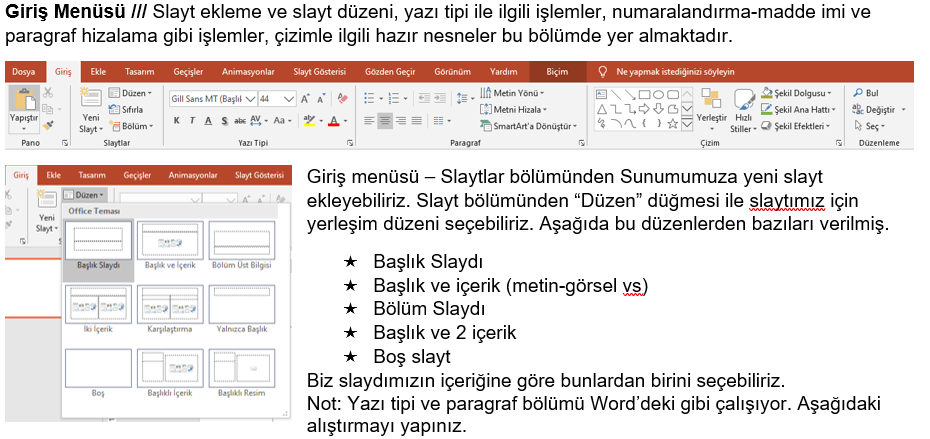 Giriş Menüsü /// Slayt ekleme ve slayt düzeni, yazı tipi ile ilgili işlemler, numaralandırma-madde imi ve
paragraf hizalama gibi işlemler, çizimle ilgili hazır nesneler bu bölümde yer almaktadır.
Dosya Giriş Ekle Tasarım Geçişler Animasyonlar Slayt Gösterisi Gözden Geçir Görünüm Yardım Biçim Ne yapmak istediğinizi söyleyin
Yapıştır
Yeni
Slayt
Düzen
Sıfırla
Bölüm
Gill Sans MT (Başlıl 44
K T A S abc AV Aa
Metin Yönü
Metni Hizala
SmartArt'a Dönüştür
Yerleştir
Hızlı
Stiller
Şekil Dolgusu
Şekil Ana Hattı
Şekil Efektleri
Bul
Değiştir
Seç
Pano Slaytlar Yazı Tipi Paragraf Çizim Düzenleme
Giriş Ekle Tasarım Geçişler Animasyonlar Slayt Gösterisi
Yeni
Slayt
Düzen
Office Teması
Başlık Slaydı Başlık ve İçerik Bölüm Üst Bilgisi
İki İçerik Karşılaştırma Yalnızca Başlık
Boş Başlıklı İçerik Başlıklı Resim
Giriş menüsü – Slaytlar bölümünden Sunumumuza yeni slayt
ekleyebiliriz. Slayt bölümünden “Düzen” düğmesi ile slaytımız için
yerleşim düzeni seçebiliriz. Aşağıda bu düzenlerden bazıları verilmiş.
★ Başlık Slaydı
★ Başlık ve içerik (metin-görsel vs)
★ Bölüm Slaydı
★ Başlık ve 2 içerik
★ Boş slayt
Biz slaydımızın içeriğine göre bunlardan birini seçebiliriz.
Not: Yazı tipi ve paragraf bölümü Word’deki gibi çalışıyor. Aşağıdaki
alıştırmayı yapınız.